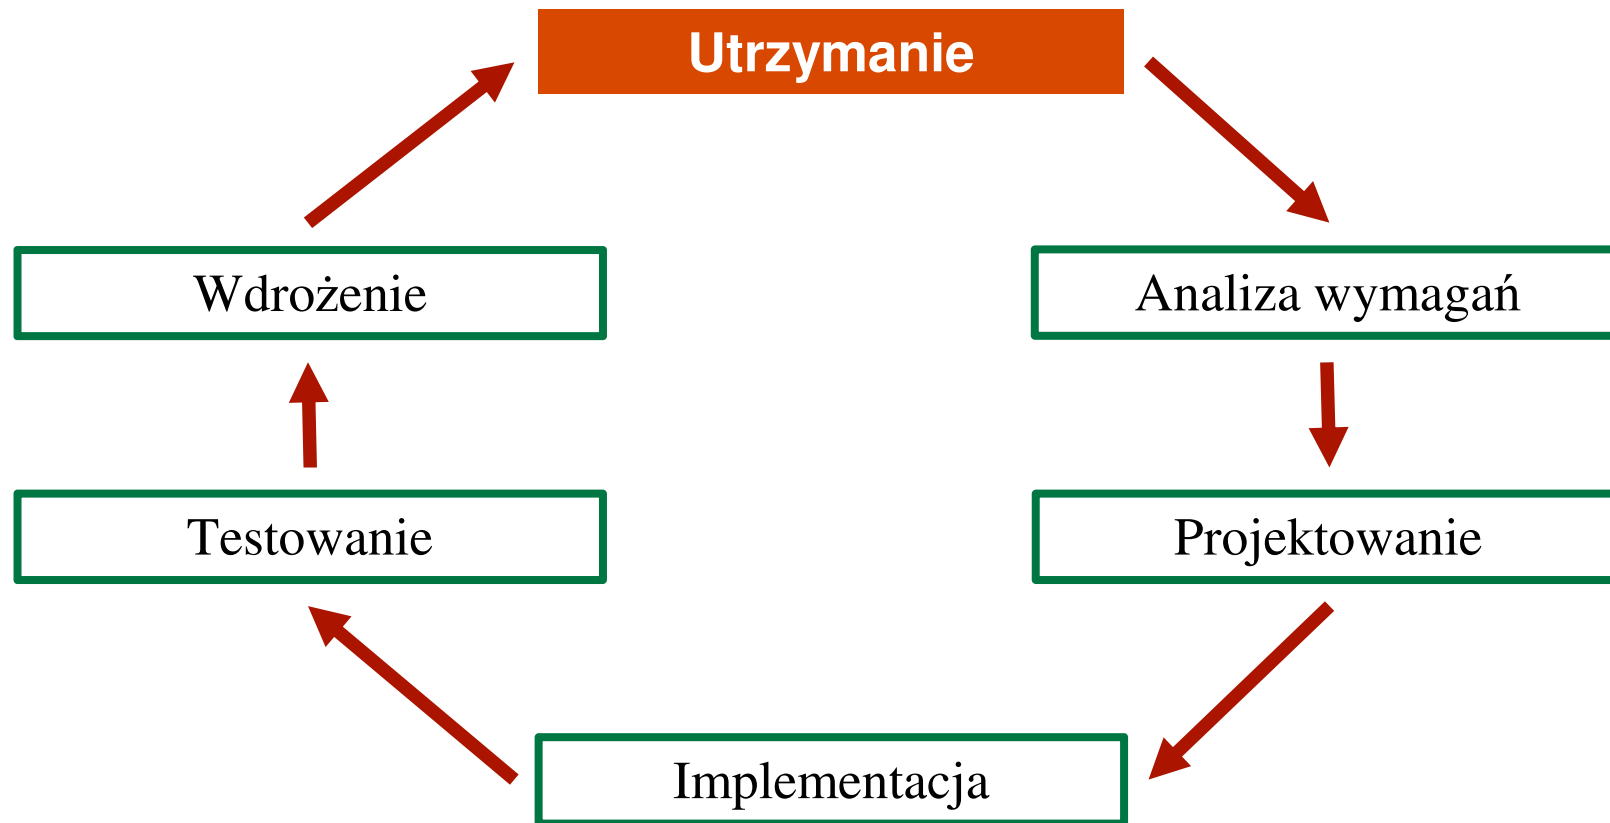 Utrzymanie
Wdrożenie
Analiza wymagań
Testowanie
Projektowanie
Implementacja